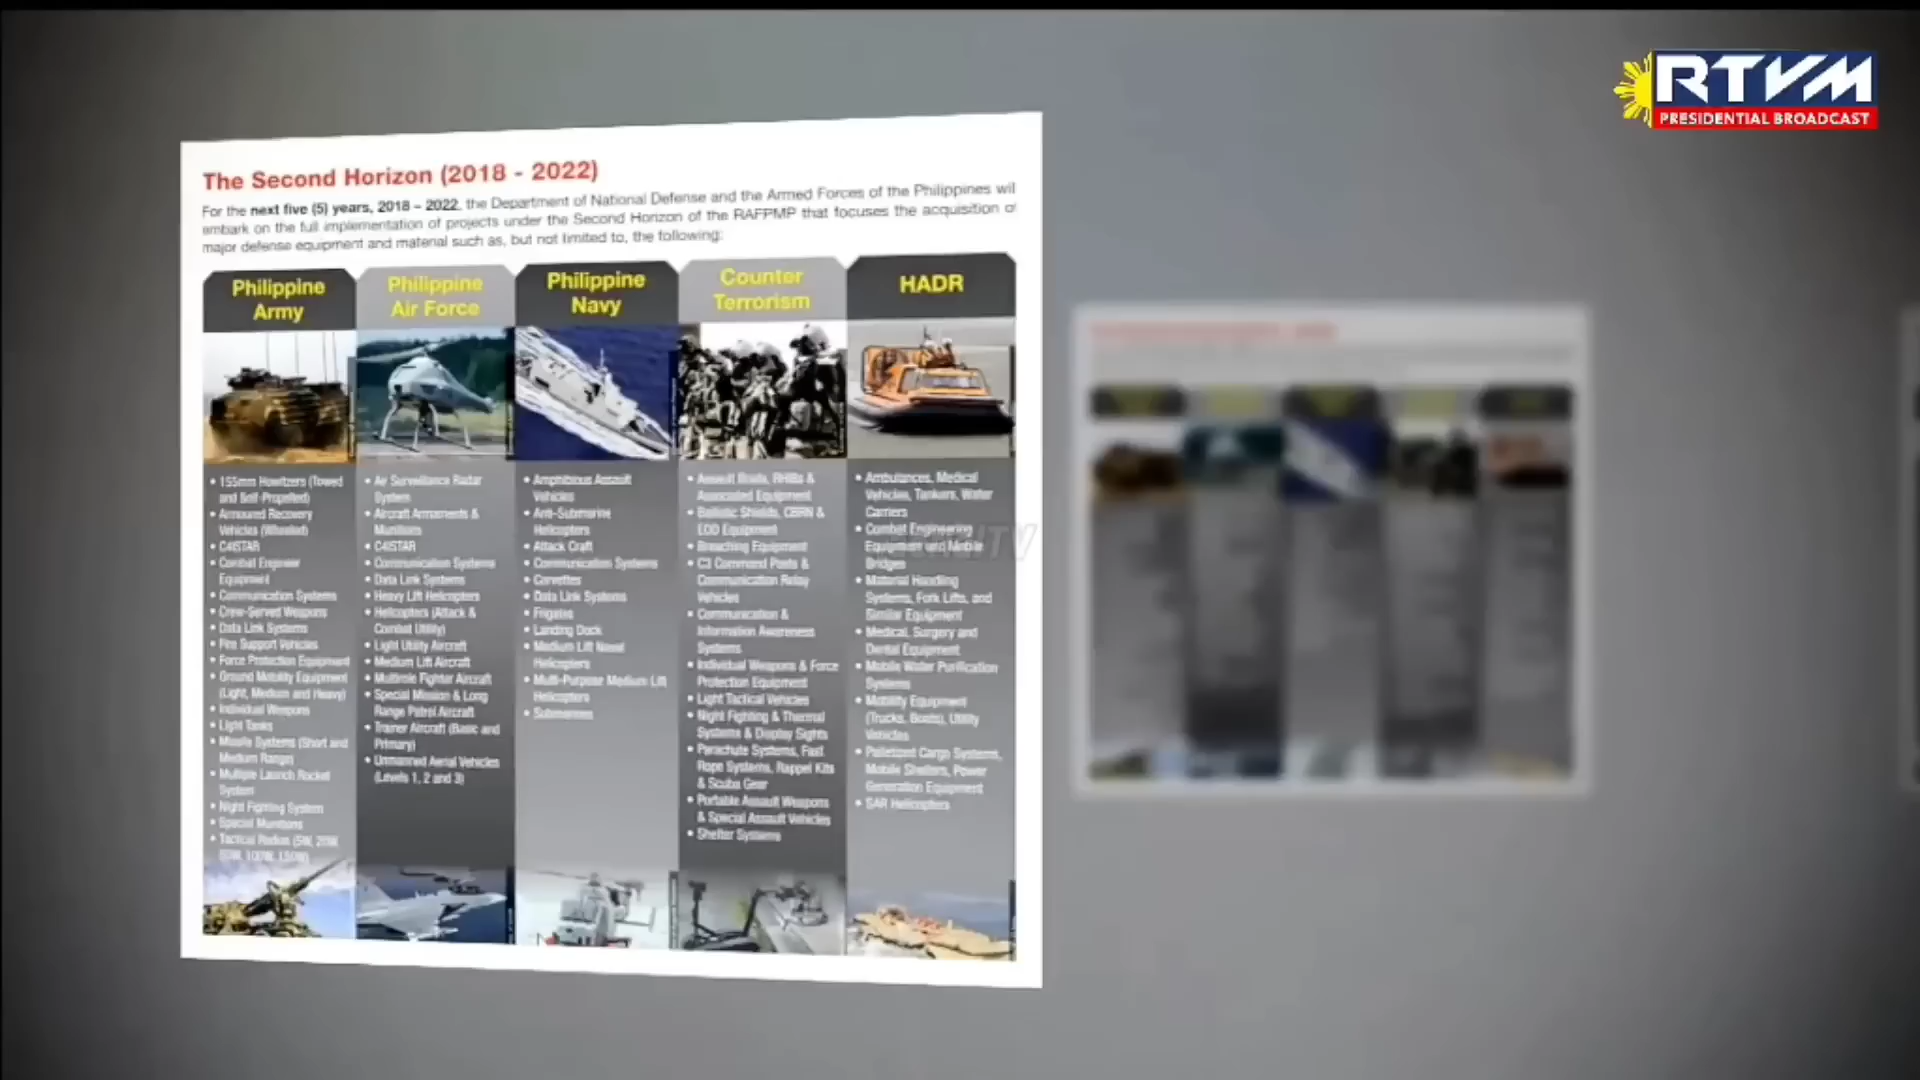 RTVM
PRESIDENTIAL BROADCAST
The Second Horizon (2018 - 2022)
For the next five (5) years, 2018 – 2022, the Department of National Defense and the Armed Forces of the Philippines wil
embark on the full implementation of projects under the Second Horizon of the RAFPMP that focuses the acquisition o
major defense equipment and material such as, but not limited to, the following:
Philippine
Army
• 155mm Howitzers (Towed
and Self-Propelled)
• Armoured Recovery
Vehicles (Wheeled)
• C4ISTAR
• Combat Engineer
Equipment
• Communication Systems
• Crew-Served Weapons
• Data Link Systems
• Fire Support Vehicles
• Force Protection Equipment
• Ground Mobility Equipment
(Light, Medium and Heavy)
• Individual Weapons
• Light Tanks
• Missile Systems (Short and
Medium Range)
• Multiple Launch Rocket
System
• Night Fighting System
• Special Munitions
• Tactical Radios (5W, 20W,
50W, 100W, 150W)
Philippine
Air Force
• Air Surveillance Radar
System
• Aircraft Armaments &
Munitions
• C4ISTAR
• Communication Systems
• Data Link Systems
• Heavy Lift Helicopters
• Helicopters (Attack &
Combat Utility)
• Light Utility Aircraft
• Medium Lift Aircraft
• Multirole Fighter Aircraft
• Special Mission & Long
Range Patrol Aircraft
• Trainer Aircraft (Basic and
Primary)
• Unmanned Aerial Vehicles
(Levels 1, 2 and 3)
Philippine
Navy
• Amphibious Assault
Vehicles
• Anti-Submarine
Helicopters
• Attack Craft
• Communication Systems
• Corvettes
• Data Link Systems
• Frigates
• Landing Dock
• Medium Lift Naval
Helicopters
• Multi-Purpose Medium Lift
Helicopters
• Submarines
Counter
Terrorism
• Assault Boats, RHIBs &
Associated Equipment
• Ballistic Shields, CBRN &
EOD Equipment
• Breaching Equipment
• C3 Command Posts &
Communication Relay
Vehicles
• Communication &
Information Awareness
Systems
• Individual Weapons & Force
Protection Equipment
• Light Tactical Vehicles
• Night Fighting & Thermal
Systems & Display Sights
• Parachute Systems, Fast
Rope Systems, Rappel Kits
& Scuba Gear
• Portable Assault Weapons
& Special Assault Vehicles
• Shelter Systems
HADR
• Ambulances, Medical
Vehicles, Tankers, Water
Carriers
• Combat Engineering
Equipment and Mobile
Bridges
• Material Handling
Systems, Fork Lifts, and
Similar Equipment
• Medical, Surgery and
Dental Equipment
• Mobile Water Purification
Systems
• Mobility Equipment
(Trucks, Boats), Utility
Vehicles
• Palletized Cargo Systems,
Mobile Shelters, Power
Generation Equipment
• SAR Helicopters